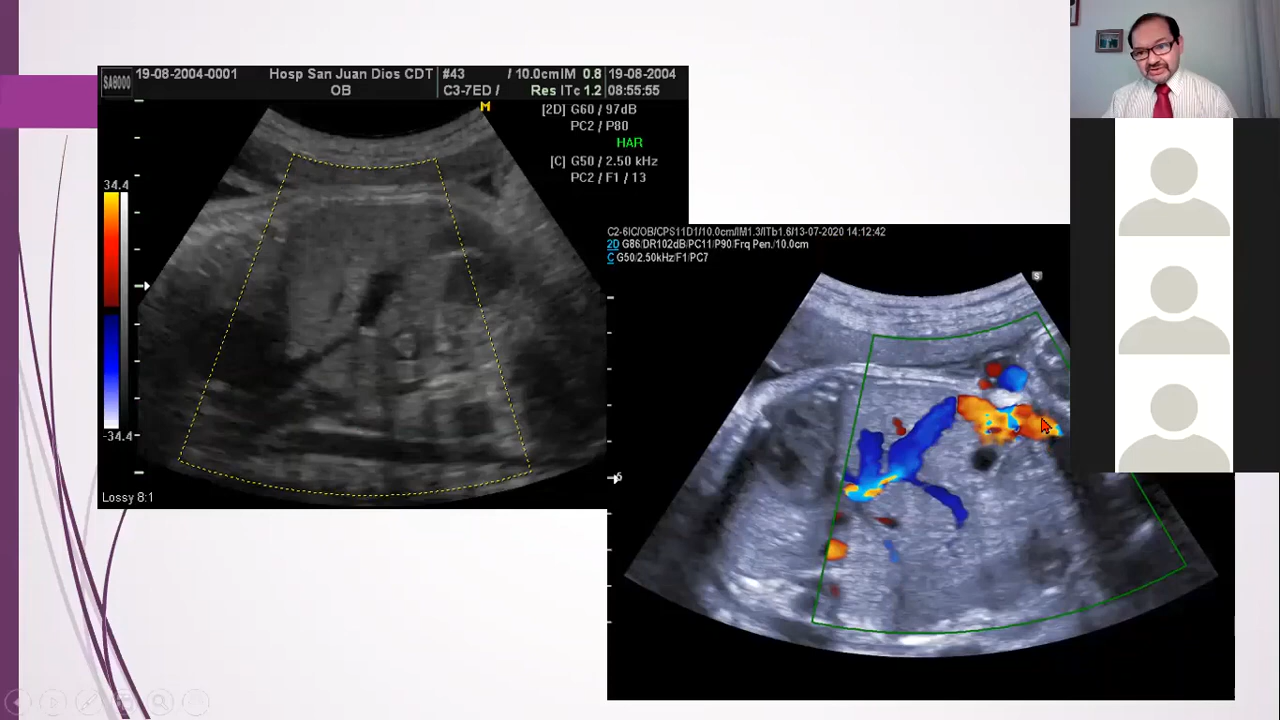 SA8000
19-08-2004-0001 Hosp San Juan Dios CDT #43 / 10.0cm IM 0.8 19-08-2004
OB C3-7ED / Res ITc 1.2 08:55:55
M
[2D] G60 / 97dB
PC2 / P80
HAR
[C] G50 / 2.50 kHz
PC2 / F1 / 13
34.4
-34.4
Lossy 8:1
C2-6IC/OB/CPS11D1/10.0cm/IM1.3/ITb1.6/13-07-2020 14:12:42
2D G86/DR102dB/PC11/P90/Frq Pen./10.0cm
C G50/2.50kHz/F1/PC7
S
5